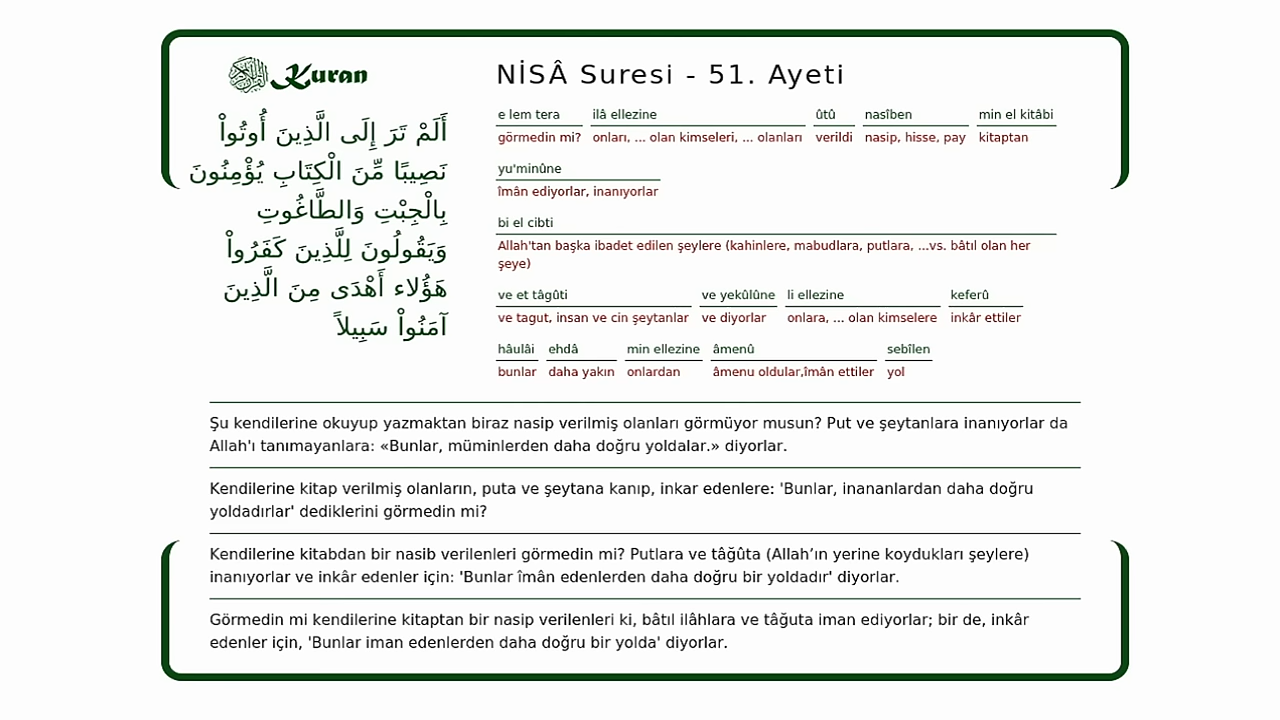 Kuran
NİSÂ Suresi - 51. Ayeti
أَلَمْ تَرَ إِلَى الَّذِينَ أُوتُواْ
نَصِيبًا مِّنَ الْكِتَابِ يُؤْمِنُونَ
بِالْجِبْتِ وَالطَّاغُوتِ
وَيَقُولُونَ لِلَّذِينَ كَفَرُواْ
هَؤُلاء أَهْدَى مِنَ الَّذِينَ
آمَنُواْ سَبِيلاً
e lem tera ilâ ellezine ûtû nasîben min el kitâbi
görmedin mi? onları, ... olan kimseleri, ... olanları verildi nasip, hisse, pay kitaptan
yu'minûne
îmân ediyorlar, inanıyorlar
bi el cibti
Allah'tan başka ibadet edilen şeylere (kahinlere, mabudlara, putlara, ...vs. bâtıl olan her
şeye)
ve et tâgûti ve yekûlûne li ellezine keferû
ve tagut, insan ve cin şeytanlar ve diyorlar onlara, ... olan kimselere inkâr ettiler
hâulâi ehdâ min ellezine âmenû sebîlen
bunlar daha yakın onlardan âmenu oldular,îmân ettiler yol
Şu kendilerine okuyup yazmaktan biraz nasip verilmiş olanları görmüyor musun? Put ve şeytanlara inanıyorlar da
Allah'ı tanımayanlara: «Bunlar, müminlerden daha doğru yoldalar.» diyorlar.
Kendilerine kitap verilmiş olanların, puta ve şeytana kanıp, inkar edenlere: 'Bunlar, inananlardan daha doğru
yoldadırlar' dediklerini görmedin mi?
Kendilerine kitabdan bir nasib verilenleri görmedin mi? Putlara ve tâğûta (Allah’ın yerine koydukları şeylere)
inanıyorlar ve inkâr edenler için: 'Bunlar îmân edenlerden daha doğru bir yoldadır' diyorlar.
Görmedin mi kendilerine kitaptan bir nasip verilenleri ki, bâtıl ilâhlara ve tâğuta iman ediyorlar; bir de, inkâr
edenler için, 'Bunlar iman edenlerden daha doğru bir yolda' diyorlar.